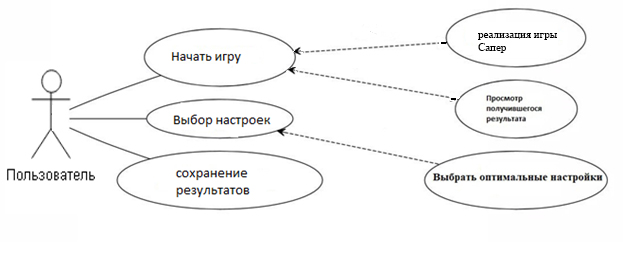 Начать игру
реализация игры
Сапер
Просмотр
получившегося
результата
Выбор настроек
Пользователь
сохранение
результатов
Выбрать оптимальные настройки